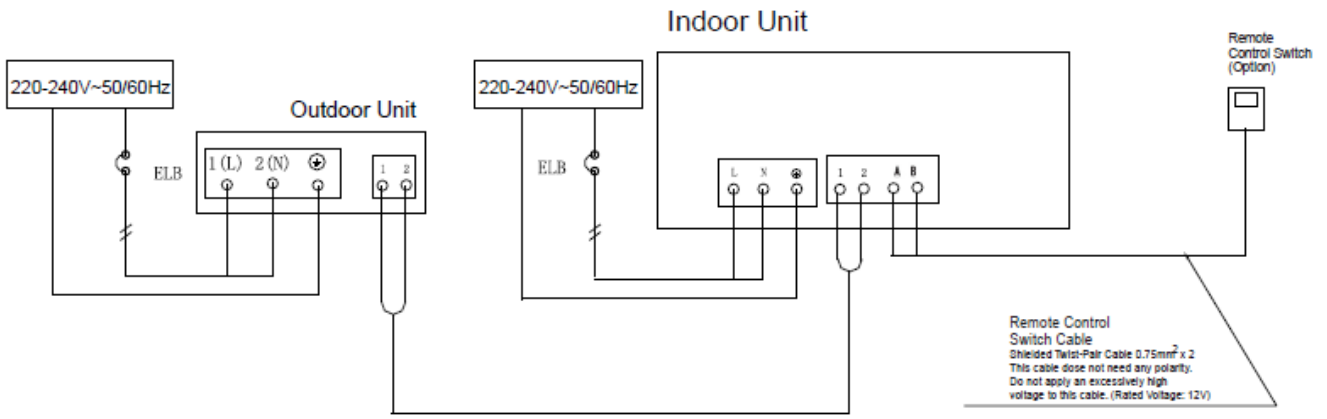 Indoor Unit
Remote
Control Switch
(Option)
220-240V~50/60Hz
220-240V~50/60Hz
Outdoor Unit
ELB
1(L) 2(N)
1 2
ELB
L N
1 2 A B
Remote Control
Switch Cable
Shielded Twist-Pair Cable 0.75mm² x 2
This cable dose not need any polarity.
Do not apply an excessively high
voltage to this cable. (Rated Voltage: 12V)